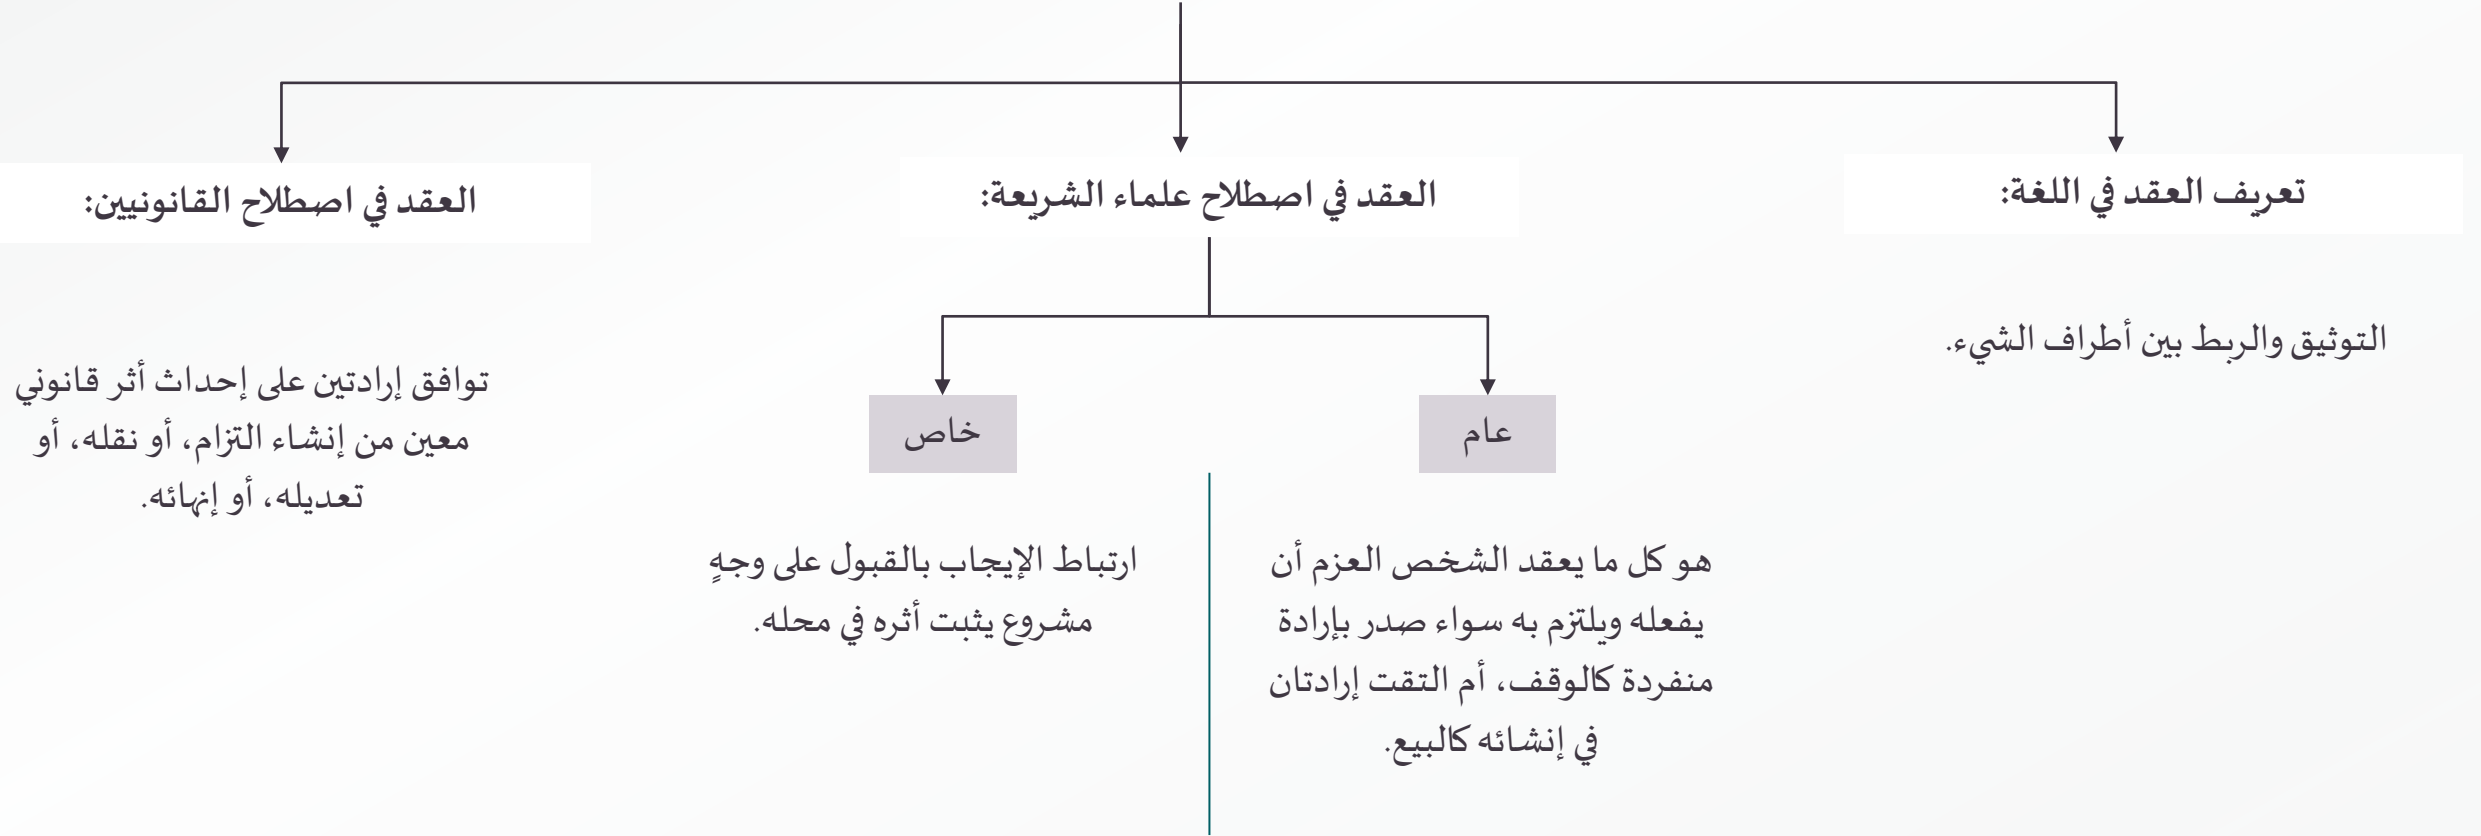 تعريف العقد في اللغة:
التوثيق والربط بين أطراف الشيء.
العقد في اصطلاح علماء الشريعة:
عام
هو كل ما يعقد الشخص العزم أن
يفعله ويلتزم به سواء صدر بإرادة
منفردة كالوقف، أم التقت إرادتان
في إنشائه كالبيع.
خاص
ارتباط الإيجاب بالقبول على وجهٍ
مشروع يثبت أثره في محله.
العقد في اصطلاح القانونيين:
توافق إرادتين على إحداث أثر قانوني
معين من إنشاء التزام، أو نقله، أو
تعديله، أو إنهائه.